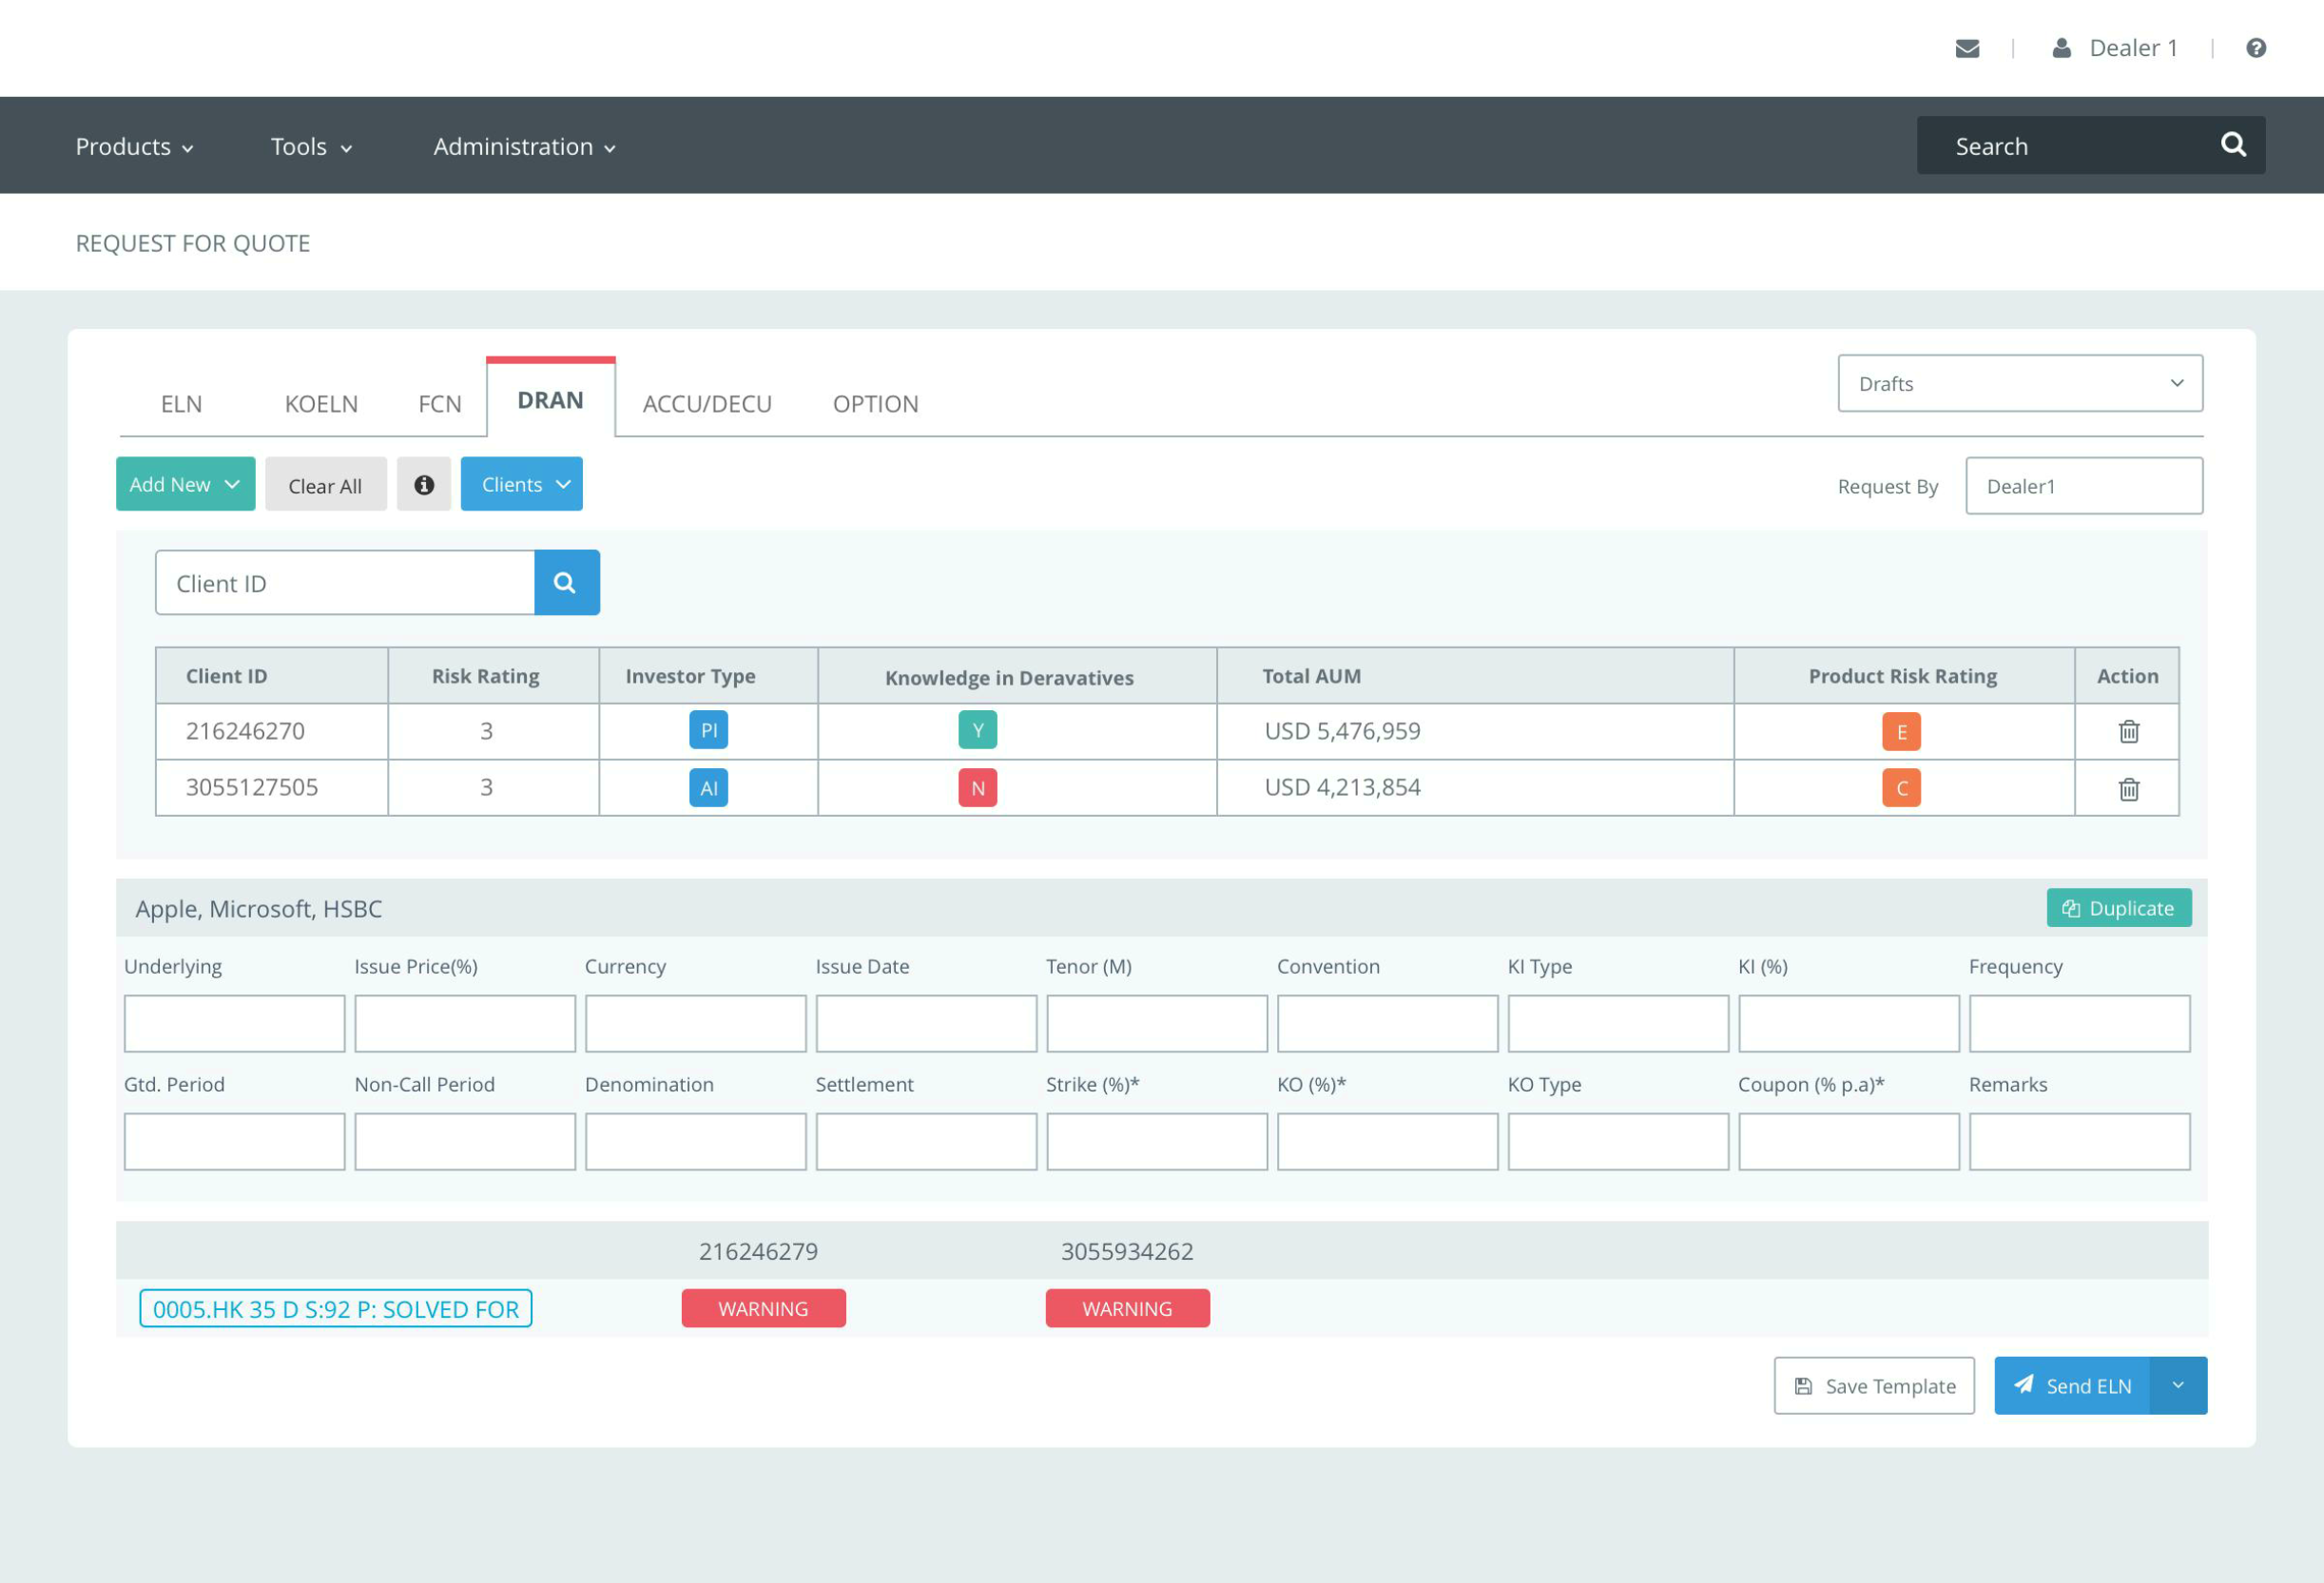 Dealer 1
Products Tools Administration Search
REQUEST FOR QUOTE
ELN KOELN FCN DRAN ACCU/DECU OPTION Drafts
Add New Clear All Clients Request By Dealer1
Client ID
Client ID Risk Rating Investor Type Knowledge in Deravatives Total AUM Product Risk Rating Action
216246270 3 PI Y USD 5,476,959 E
3055127505 3 AI N USD 4,213,854 C
Apple, Microsoft, HSBC Duplicate
Underlying Issue Price(%) Currency Issue Date Tenor (M) Convention KI Type KI (%) Frequency
Gtd. Period Non-Call Period Denomination Settlement Strike (%)* KO (%)* KO Type Coupon (% p.a)* Remarks
216246279 3055934262
0005.HK 35 D S:92 P: SOLVED FOR WARNING WARNING
Save Template Send ELN